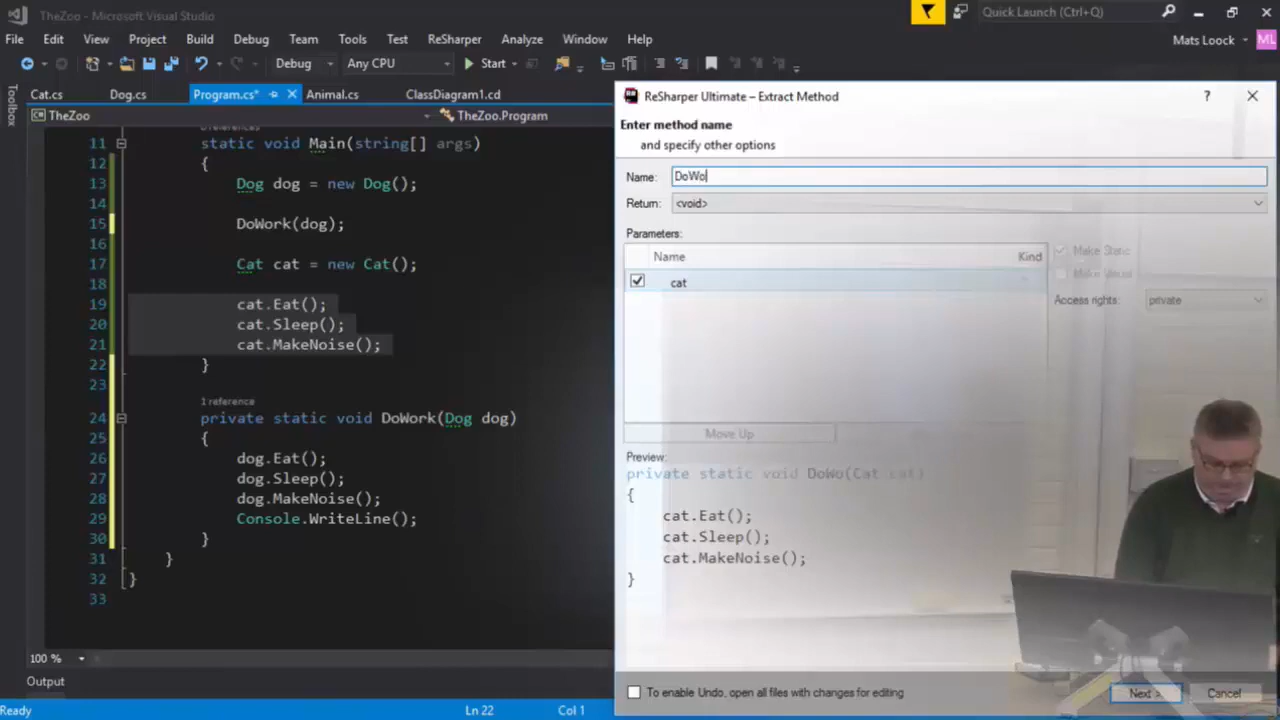 TheZoo - Microsoft Visual Studio
Quick Launch (Ctrl+Q)
File Edit View Project Build Debug Team Tools Test ReSharper Analyze Window Help
Mats Loock ML
Debug Any CPU Start
Toolbox
Cat.cs Dog.cs Program.cs* Animal.cs ClassDiagram1.cd
TheZoo TheZoo.Program
0 references
11 static void Main(string[] args)
12 {
13 Dog dog = new Dog();
14
15 DoWork(dog);
16
17 Cat cat = new Cat();
18
19 cat.Eat();
20 cat.Sleep();
21 cat.MakeNoise();
22 }
23
1 reference
24 private static void DoWork(Dog dog)
25 {
26 dog.Eat();
27 dog.Sleep();
28 dog.MakeNoise();
29 Console.WriteLine();
30 }
31 }
32 }
33
100 %
Output
Ready Ln 22 Col 1
ReSharper Ultimate – Extract Method ?
Enter method name
and specify other options
Name: DoWo
Return: <void>
Parameters:
Name Kind
cat
Make Static
Make Virtual
Access rights: private
Move Up
Preview:
private static void DoWo(Cat cat)
{
cat.Eat();
cat.Sleep();
cat.MakeNoise();
}
To enable Undo, open all files with changes for editing
Next > Cancel